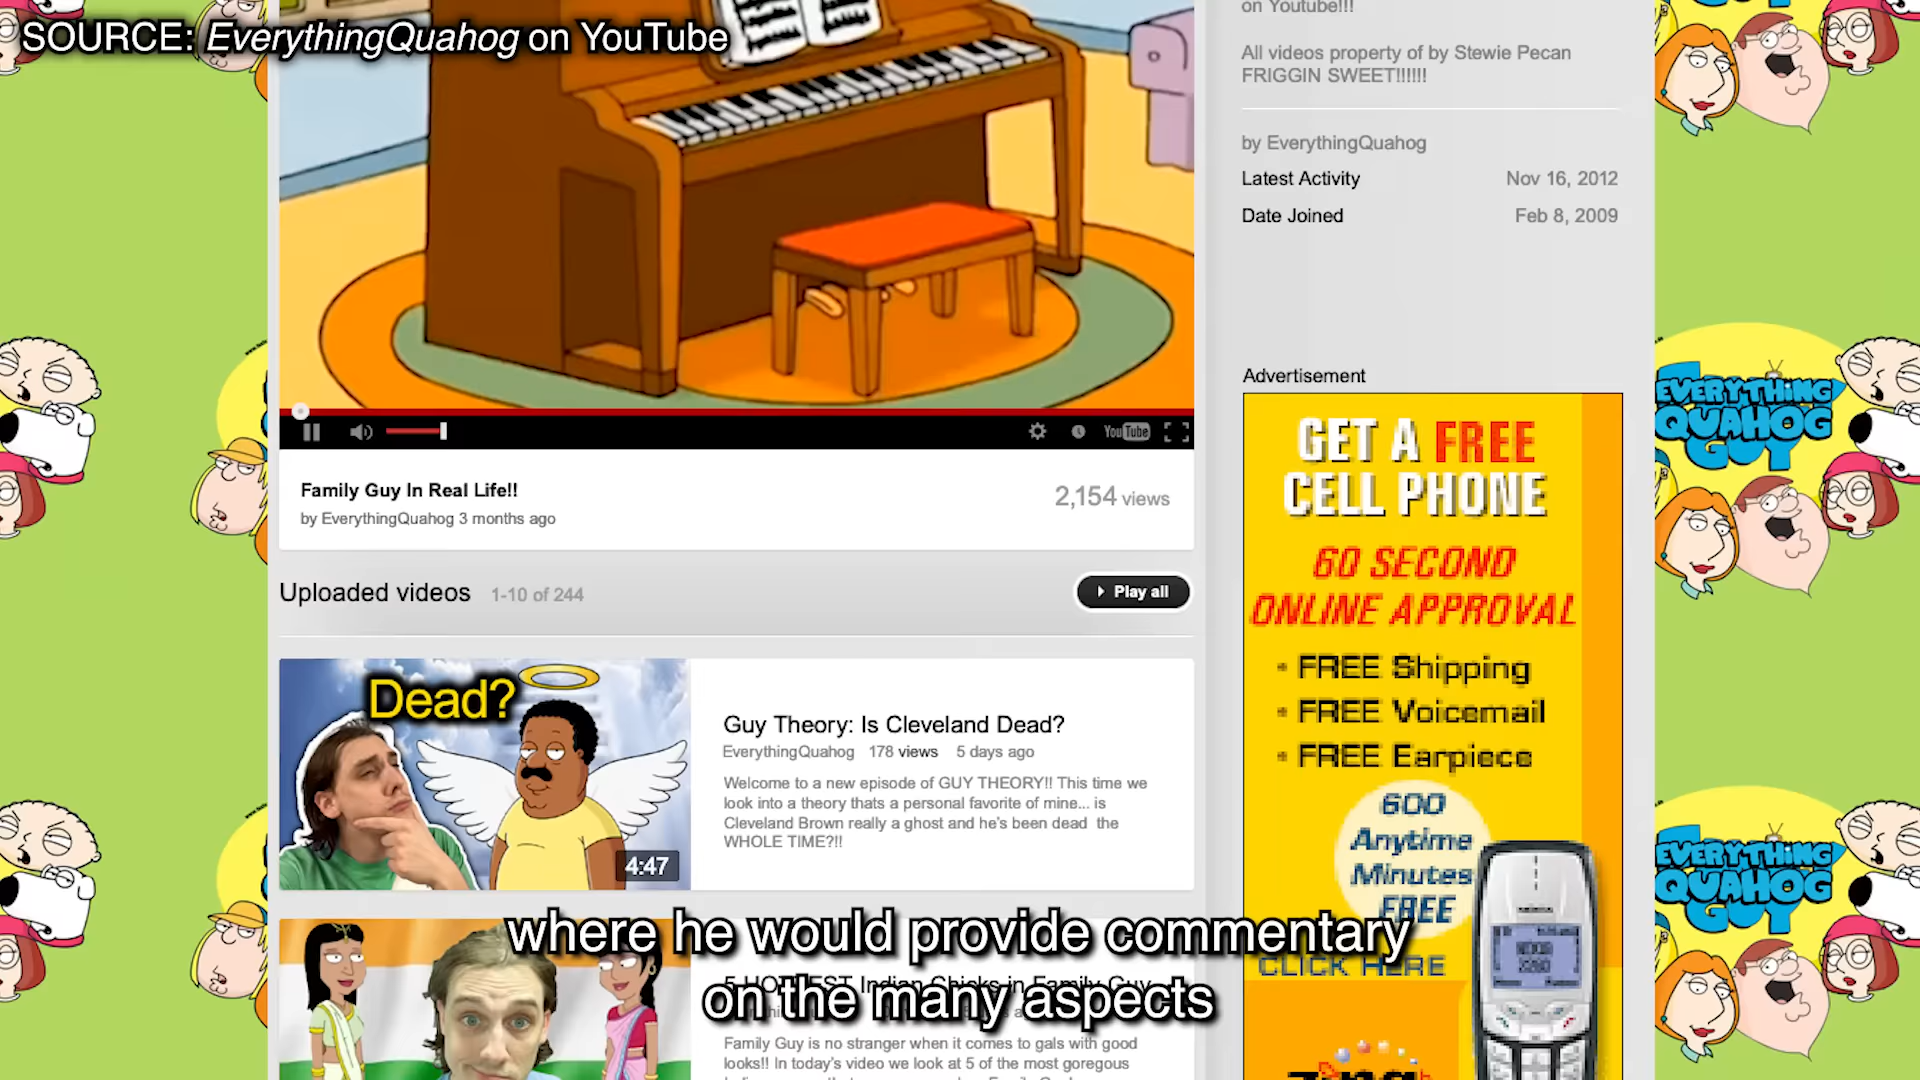 SOURCE: EverythingQuahog on YouTube
on Youtube!!!
All videos property of by Stewie Pecan
FRIGGIN SWEET!!!!!!
by EverythingQuahog
Latest Activity Nov 16, 2012
Date Joined Feb 8, 2009
YouTube
Family Guy In Real Life!!
by EverythingQuahog 3 months ago
2,154 views
Uploaded videos 1-10 of 244
Play all
Dead?
4:47
Guy Theory: Is Cleveland Dead?
EverythingQuahog 178 views 5 days ago
Welcome to a new episode of GUY THEORY!! This time we
look into a theory thats a personal favorite of mine... is
Cleveland Brown really a ghost and he's been dead the
WHOLE TIME?!!
5 HOTTEST Indian Chicks in Family Guy
Family Guy is no stranger when it comes to gals with good
looks!! In today's video we look at 5 of the most goregous
where he would provide commentary
on the many aspects
Advertisement
GET A FREE
CELL PHONE
60 SECOND
ONLINE APPROVAL
• FREE Shipping
• FREE Voicemail
• FREE Earpiece
600
Anytime
Minutes
FREE
CLICK HERE
EVERYTHING
QUAHOG
GUY
EVERYTHING
QUAHOG
GUY